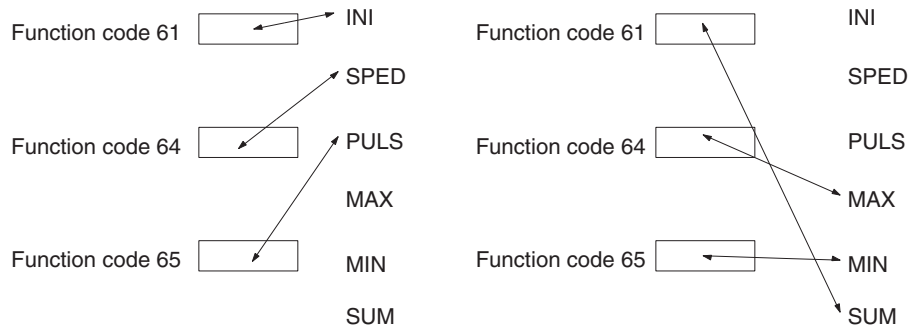 Function code 61
INI
SPED
Function code 64
PULS
MAX
Function code 65
MIN
SUM
Function code 61
INI
SPED
Function code 64
PULS
MAX
Function code 65
MIN
SUM